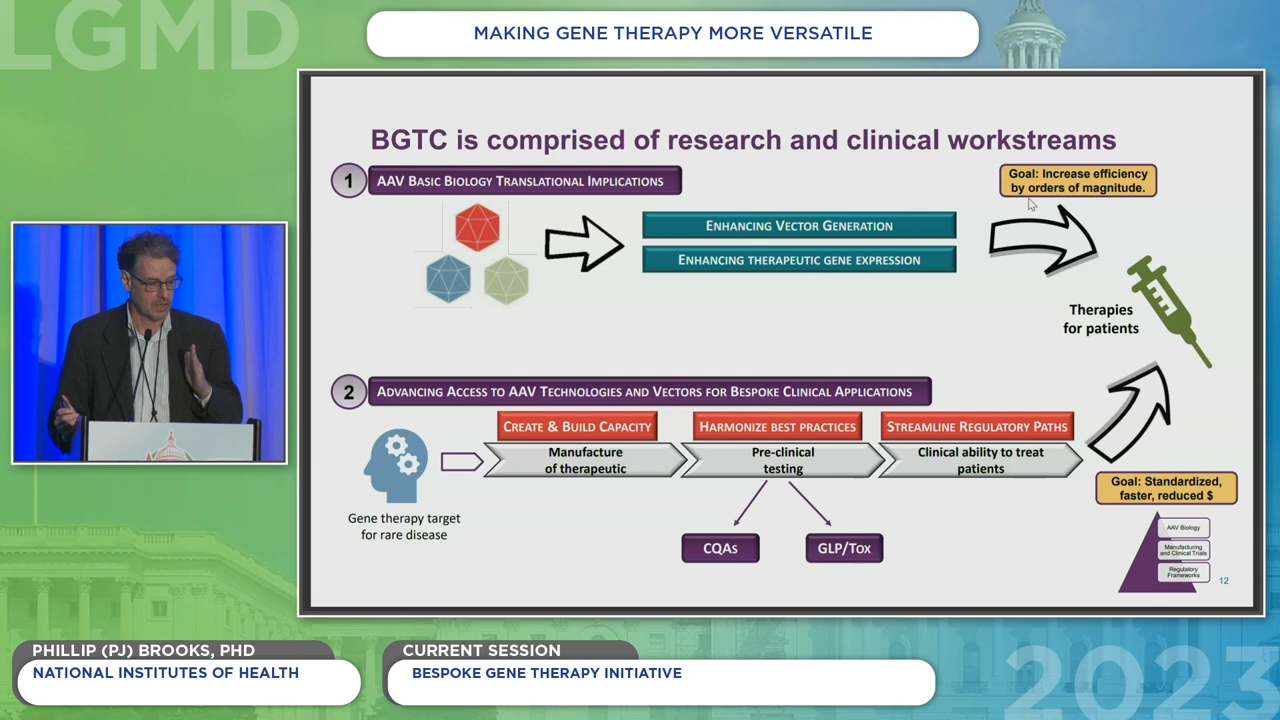 LGMD
MAKING GENE THERAPY MORE VERSATILE
BGTC is comprised of research and clinical workstreams
1
AAV BASIC BIOLOGY TRANSLATIONAL IMPLICATIONS
Goal: Increase efficiency
by orders of magnitude.
ENHANCING VECTOR GENERATION
ENHANCING THERAPEUTIC GENE EXPRESSION
Therapies
for patients
2
ADVANCING ACCESS TO AAV TECHNOLOGIES AND VECTORS FOR BESPOKE CLINICAL APPLICATIONS
CREATE & BUILD CAPACITY
HARMONIZE BEST PRACTICES
STREAMLINE REGULATORY PATHS
Manufacture
of therapeutic
Pre-clinical
testing
Clinical ability to treat
patients
Gene therapy target
for rare disease
CQAS
GLP/TOX
Goal: Standardized,
faster, reduced $
AAV Biology
Manufacturing
and Clinical Trials
Regulatory
Frameworks
12
PHILLIP (PJ) BROOKS, PHD
NATIONAL INSTITUTES OF HEALTH
CURRENT SESSION
BESPOKE GENE THERAPY INITIATIVE
2023